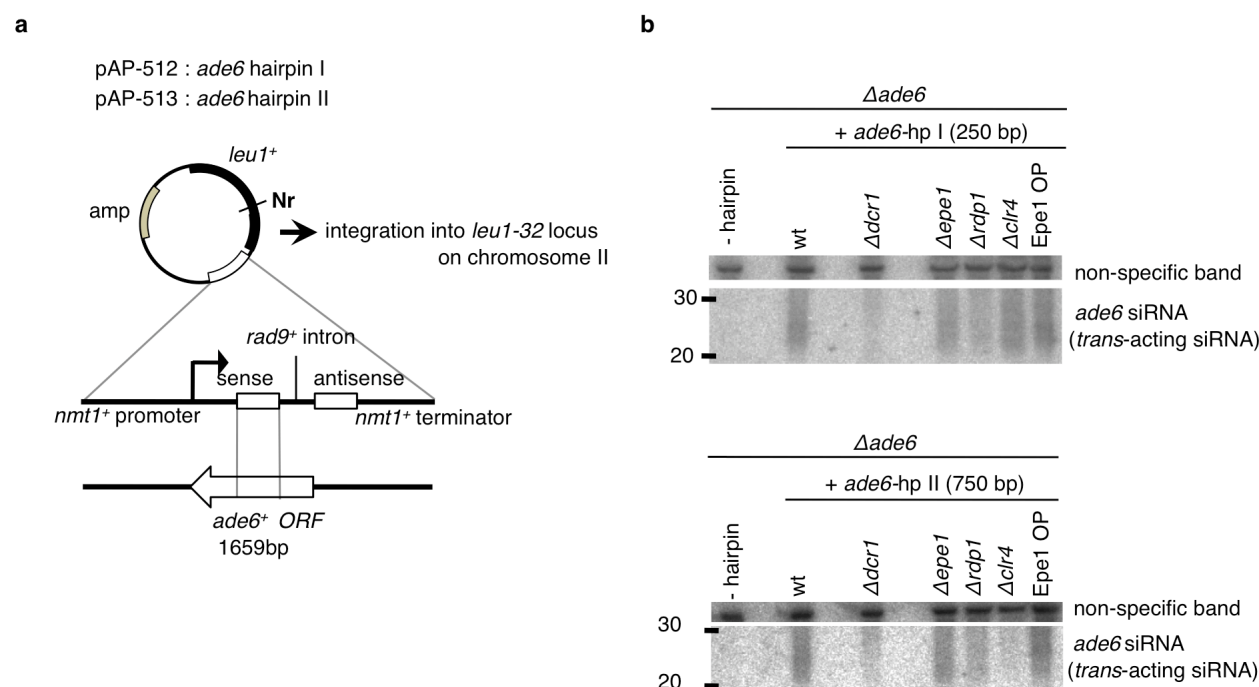 a
pAP-512 : ade6 hairpin I
pAP-513 : ade6 hairpin II
leu1+
amp
Nr
integration into leu1-32 locus
on chromosome II
rad9+ intron
sense
antisense
nmt1+ promoter
nmt1+ terminator
ade6+ ORF
1659bp
b
Δade6
+ ade6-hp I (250 bp)
- hairpin
wt
Δdcr1
Δepe1
Δrdp1
Δclr4
Epe1 OP
non-specific band
30
ade6 siRNA
(trans-acting siRNA)
20
Δade6
+ ade6-hp II (750 bp)
- hairpin
wt
Δdcr1
Δepe1
Δrdp1
Δclr4
Epe1 OP
non-specific band
30
ade6 siRNA
(trans-acting siRNA)
20